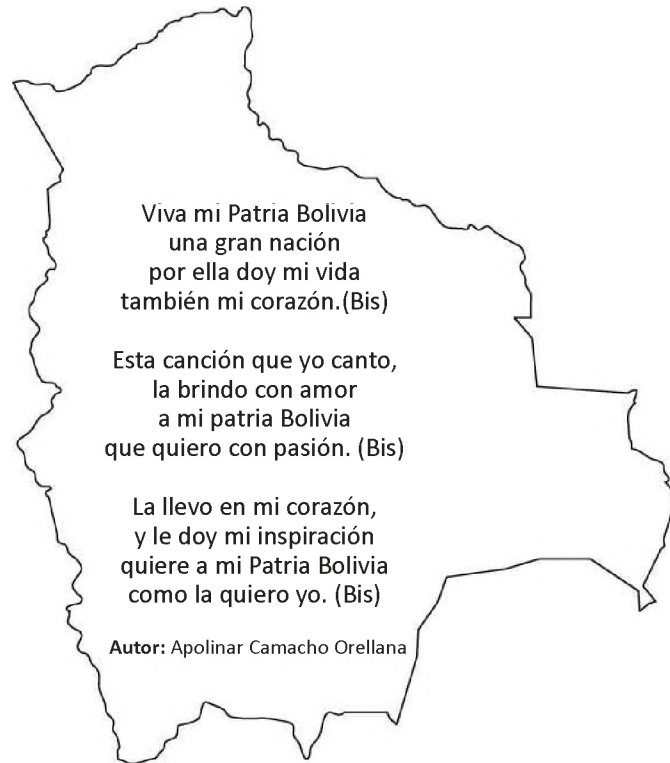 Viva mi Patria Bolivia
una gran nación
por ella doy mi vida
también mi corazón.(Bis)
Esta canción que yo canto,
la brindo con amor
a mi patria Bolivia
que quiero con pasión. (Bis)
La llevo en mi corazón,
y le doy mi inspiración
quiere a mi Patria Bolivia
como la quiero yo. (Bis)
Autor: Apolinar Camacho Orellana